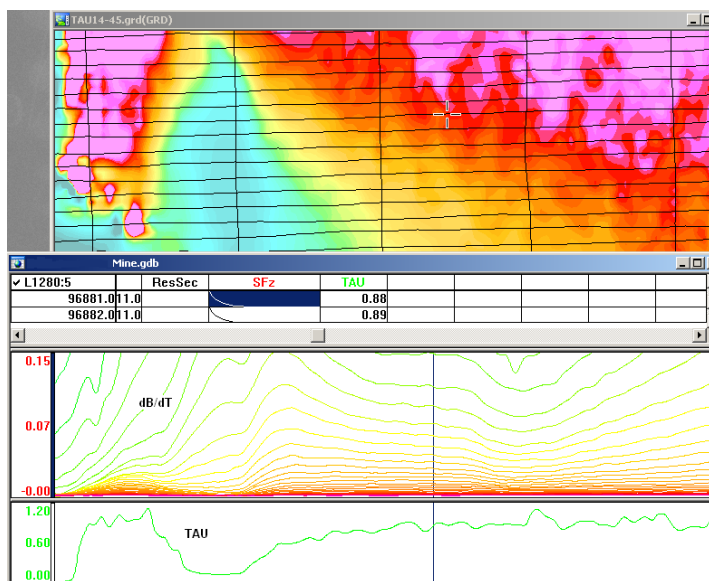 TAU14-45.grd(GRD)
Mine.gdb
✓ L1280:5 ResSec SFz TAU
96881.0 11.0 0.88
96882.0 11.0 0.89
0.15
dB/dT
0.07
-0.00
1.20
TAU
0.60
0.00